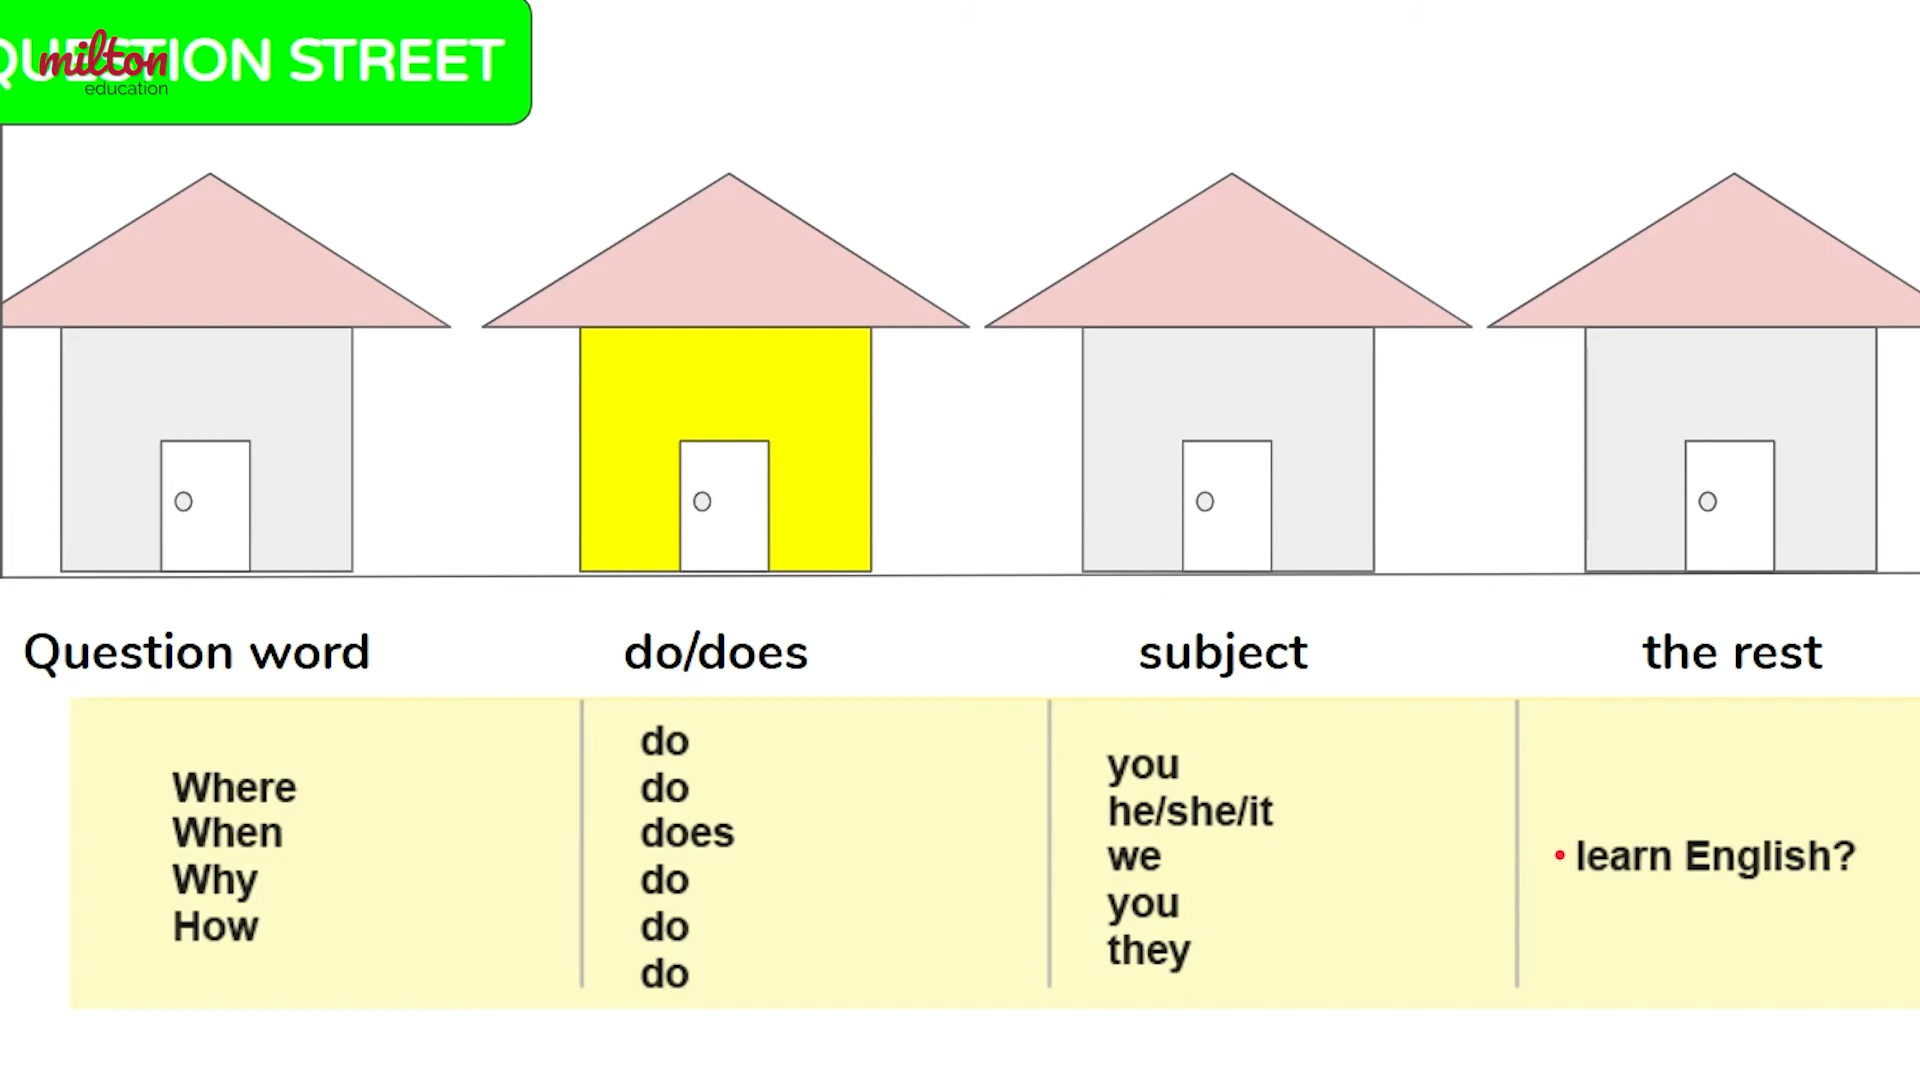 QUESTION STREET
milton
education
Question word
do/does
subject
the rest
Where
When
Why
How
do
do
does
do
do
do
you
he/she/it
we
you
they
• learn English?